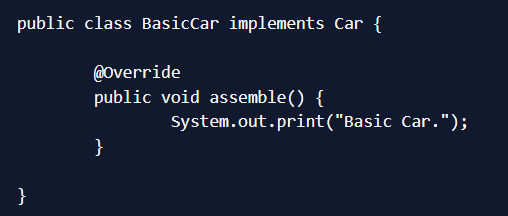 public class BasicCar implements Car {
@Override
public void assemble() {
System.out.print("Basic Car.");
}
}